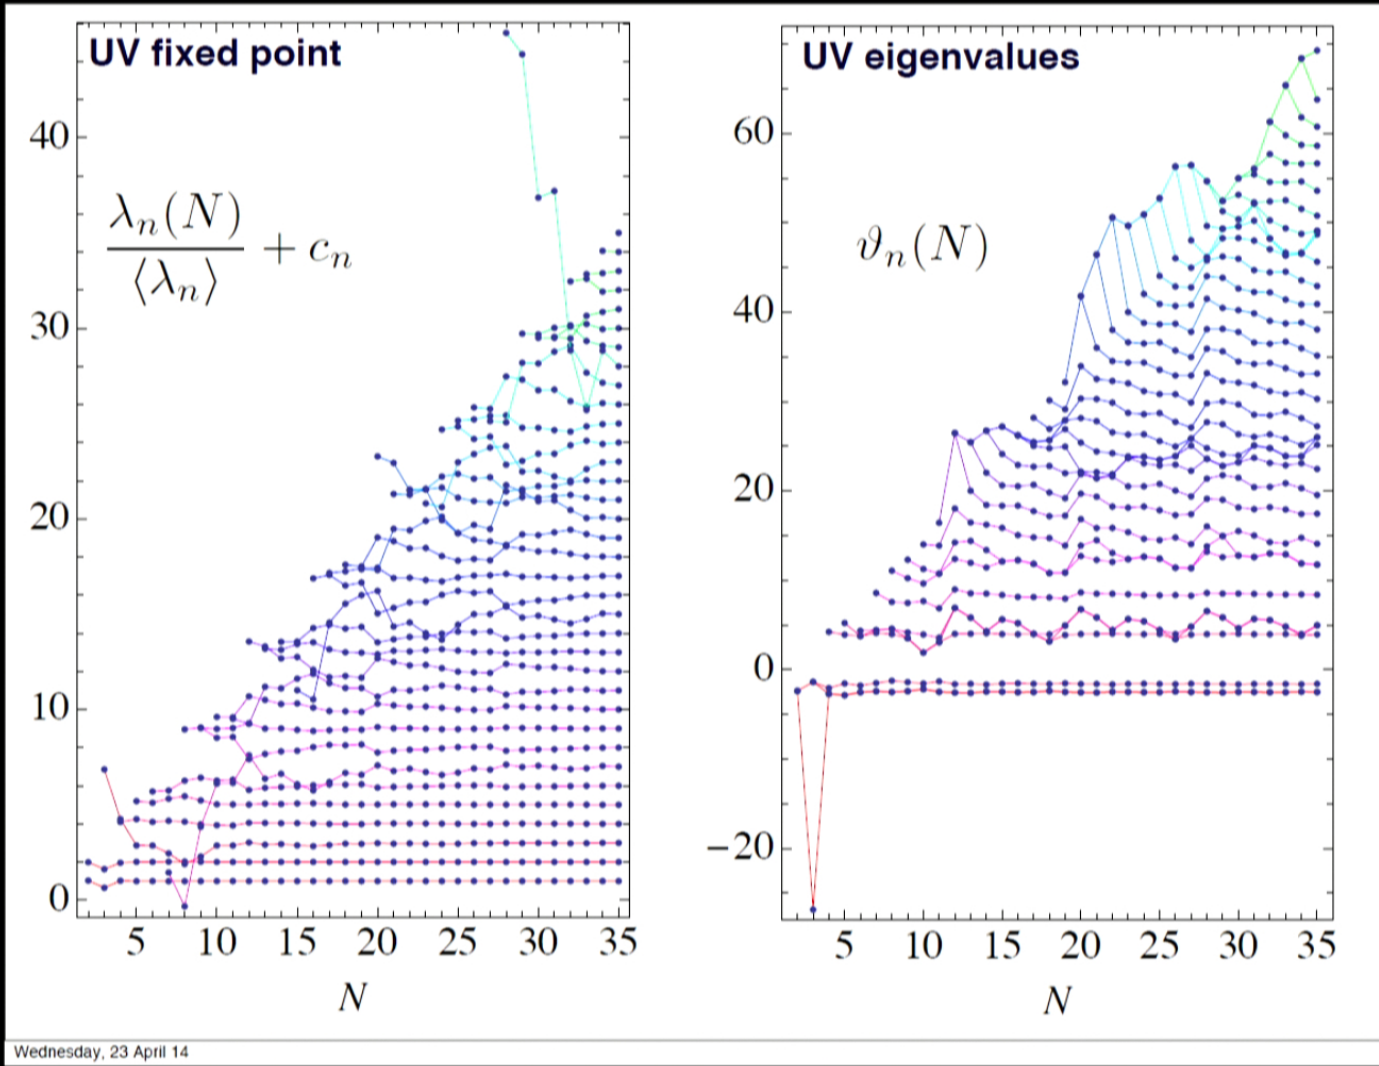 UV fixed point
λn(N)
⟨λn⟩
+ cn
40
30
20
10
0
5 10 15 20 25 30 35
N
UV eigenvalues
ϑn(N)
60
40
20
0
−20
5 10 15 20 25 30 35
N
Wednesday, 23 April 14